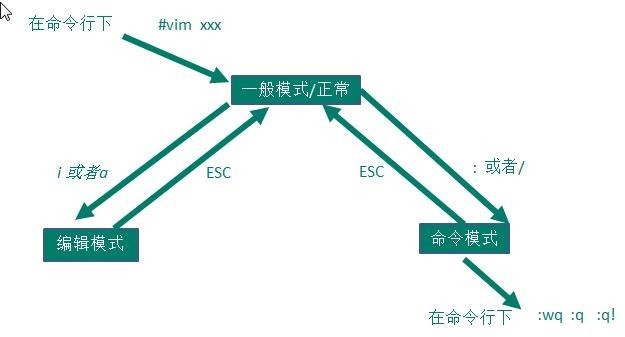 在命令行下 #vim xxx
一般模式/正常
i 或者a
ESC
ESC
: 或者/
编辑模式
命令模式
在命令行下 :wq :q :q!